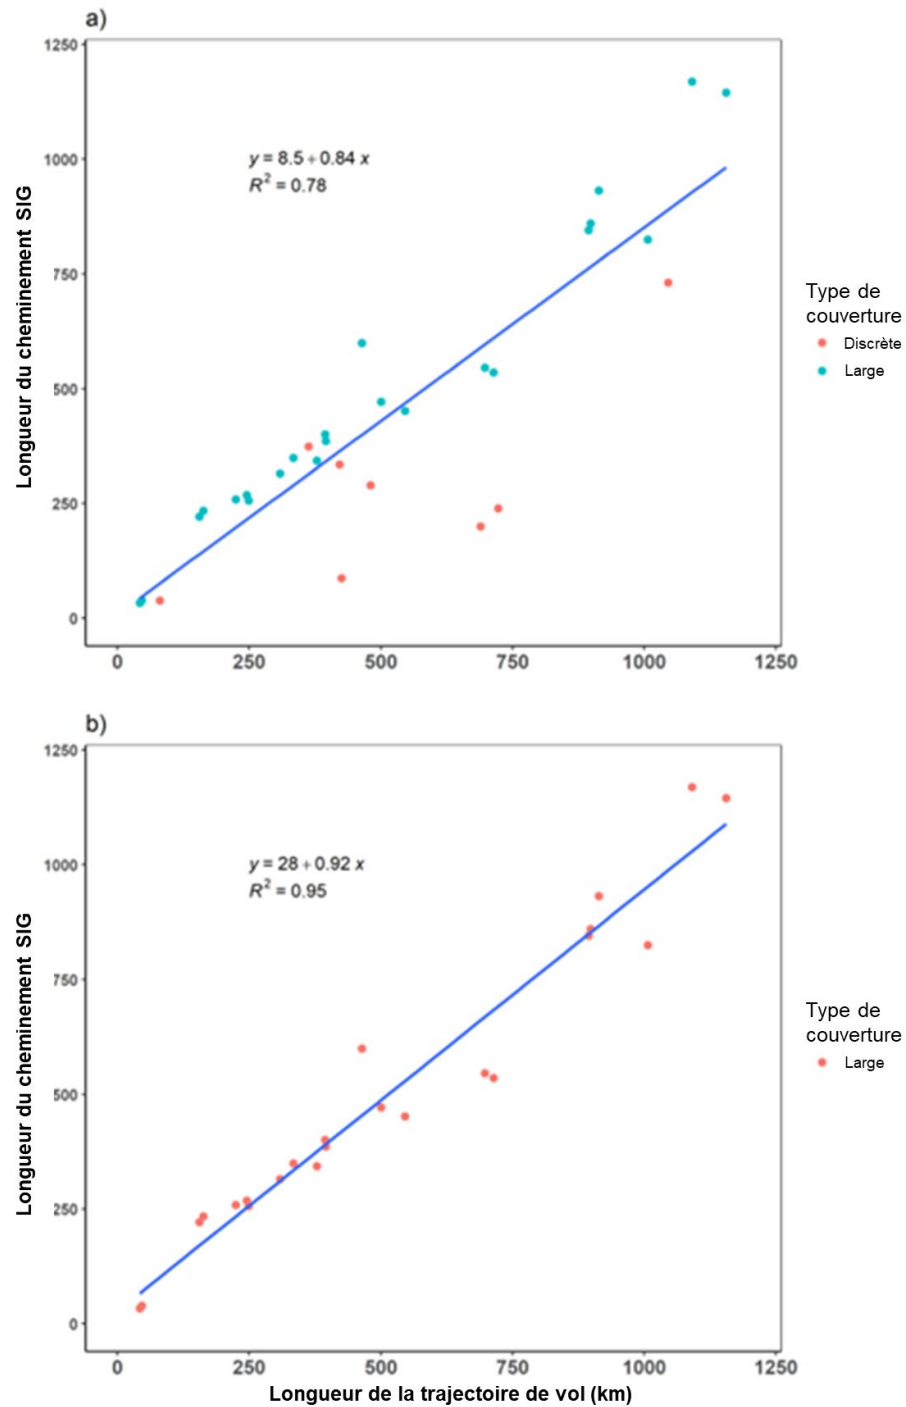 a)
1250
1000
750
500
250
0
y = 8.5 + 0.84 x
R² = 0.78
Longueur du cheminement SIG
0 250 500 750 1000 1250
Type de
couverture
Discrète
Large
b)
1250
1000
750
500
250
0
y = 28 + 0.92 x
R² = 0.95
Longueur du cheminement SIG
0 250 500 750 1000 1250
Longueur de la trajectoire de vol (km)
Type de
couverture
Large